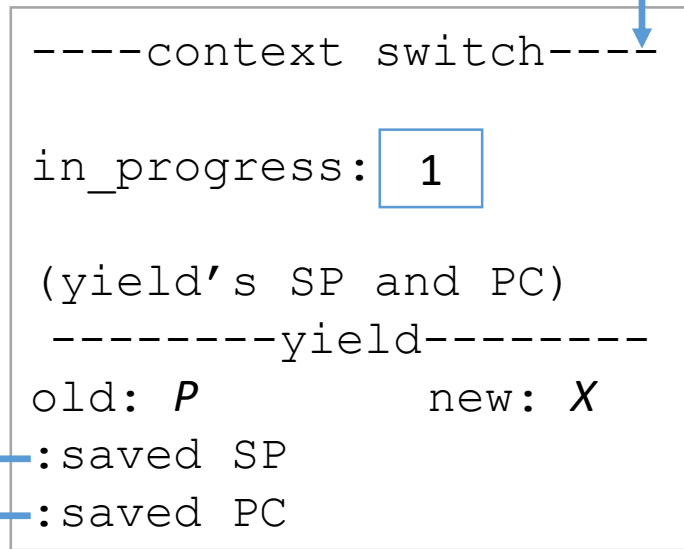 ----context switch----
in_progress: 1
(yield's SP and PC)
--------yield--------
old: P new: X
:saved SP
:saved PC